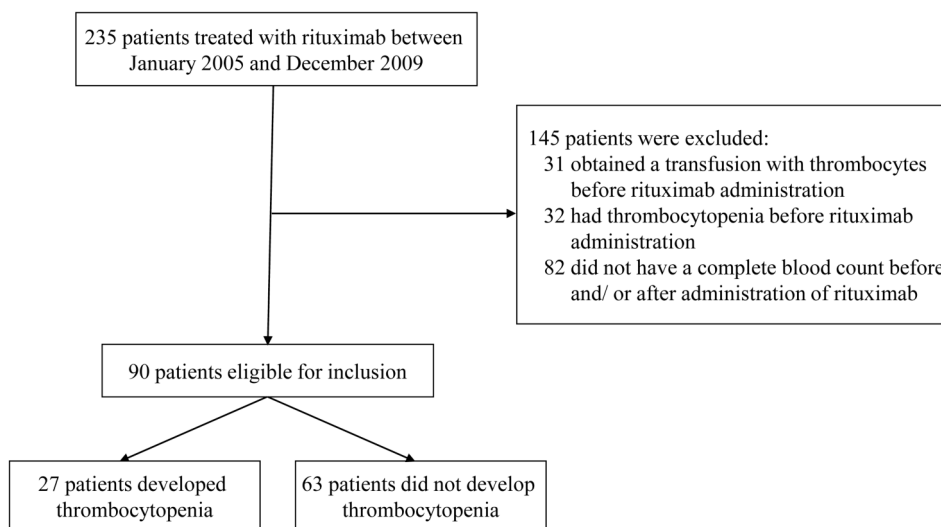 235 patients treated with rituximab between
January 2005 and December 2009
145 patients were excluded:
31 obtained a transfusion with thrombocytes
before rituximab administration
32 had thrombocytopenia before rituximab
administration
82 did not have a complete blood count before
and/ or after administration of rituximab
90 patients eligible for inclusion
27 patients developed
thrombocytopenia
63 patients did not develop
thrombocytopenia